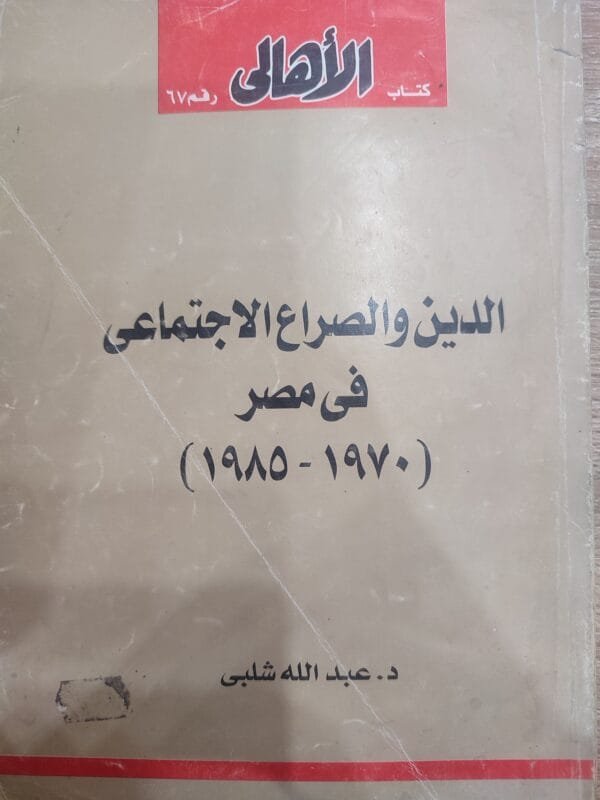 كتاب الأهالى رقم ٦٧
الدين والصراع الاجتماعى
فى مصر
(١٩٧٠ - ١٩٨٥)
د. عبد الله شلبى